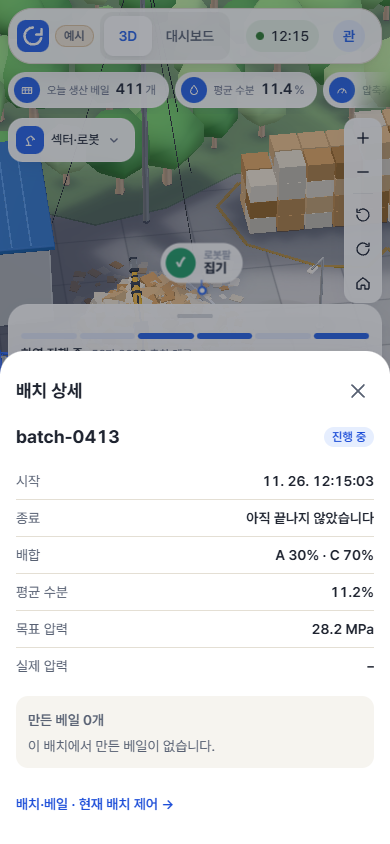 예시
3D
대시보드
12:15
관
오늘 생산 베일 411개
평균 수분 11.4%
섹터·로봇
로봇팔
집기
배치 상세
batch-0413
진행 중
시작
11. 26. 12:15:03
종료
아직 끝나지 않았습니다
배합
A 30% · C 70%
평균 수분
11.2%
목표 압력
28.2 MPa
실제 압력
–
만든 베일 0개
이 배치에서 만든 베일이 없습니다.
배치·베일 · 현재 배치 제어 →